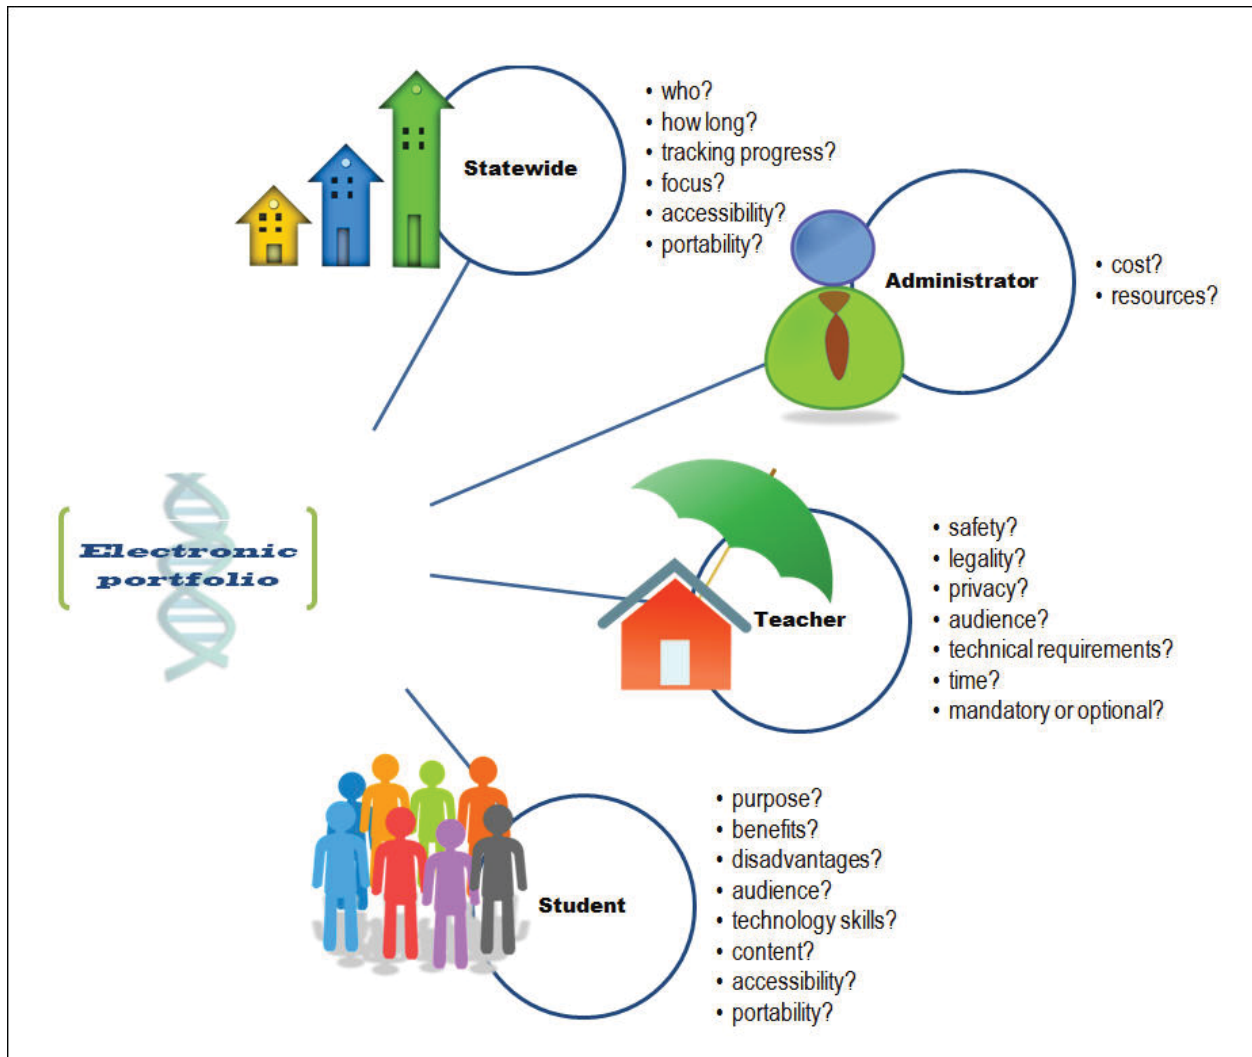 Statewide
• who?
• how long?
• tracking progress?
• focus?
• accessibility?
• portability?
Administrator
• cost?
• resources?
Electronic
portfolio
Teacher
• safety?
• legality?
• privacy?
• audience?
• technical requirements?
• time?
• mandatory or optional?
Student
• purpose?
• benefits?
• disadvantages?
• audience?
• technology skills?
• content?
• accessibility?
• portability?